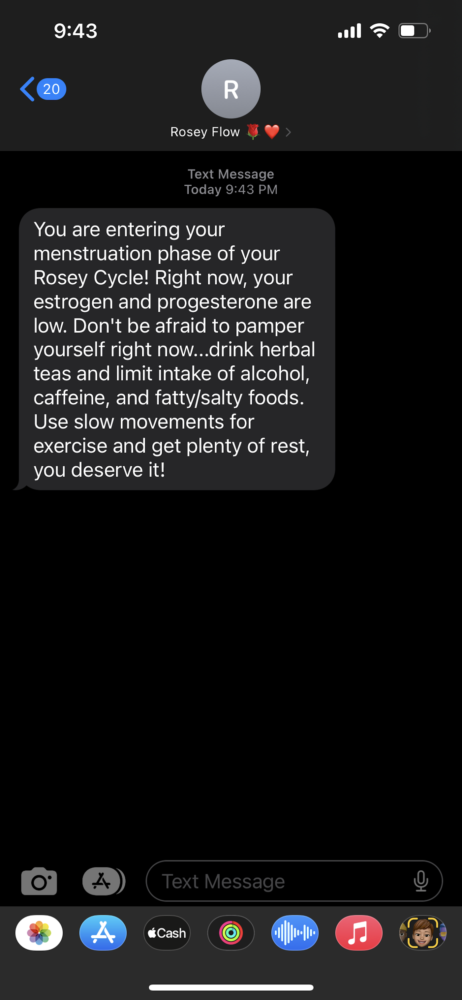 9:43
20
R
Rosey Flow 🌹❤️
Text Message
Today 9:43 PM
You are entering your
menstruation phase of your
Rosey Cycle! Right now, your
estrogen and progesterone are
low. Don't be afraid to pamper
yourself right now...drink herbal
teas and limit intake of alcohol,
caffeine, and fatty/salty foods.
Use slow movements for
exercise and get plenty of rest,
you deserve it!
Text Message
Cash